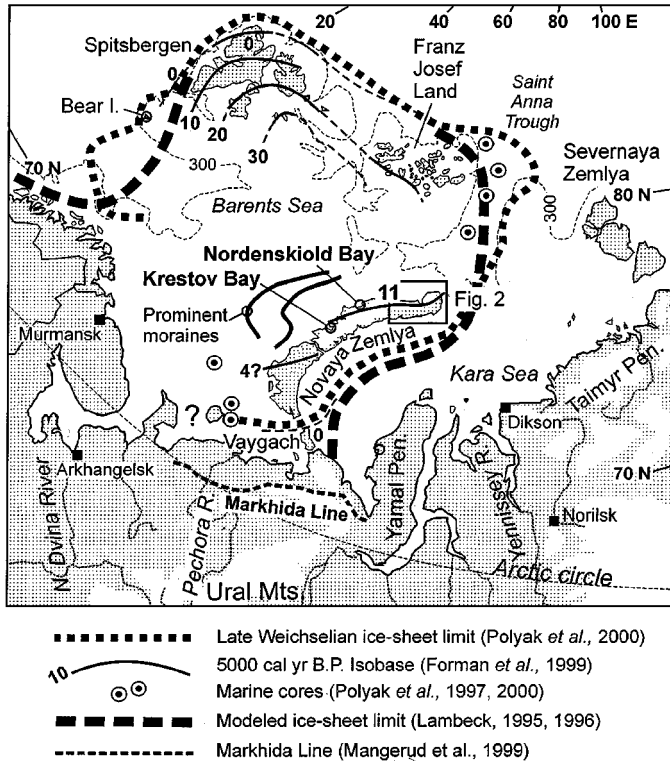 20
40
60
80
100 E
Spitsbergen
0
0
Franz
Josef
Land
Saint
Anna
Trough
Bear I.
10
20
30
300
70 N
Severnaya
Zemlya
80 N
300
Barents Sea
Nordenskiold Bay
Krestov Bay
11
Fig. 2
Prominent
moraines
Murmansk
Novaya Zemlya
4?
Kara Sea
Taimyr Pen.
?
0
Vaygach
Dikson
Arkhangelsk
70 N
Markhida Line
Yamal Pen.
Yennissey R.
Norilsk
N. Dvina River
Pechora R.
Ural Mts.
Arctic circle
Late Weichselian ice-sheet limit (Polyak et al., 2000)
10 5000 cal yr B.P. Isobase (Forman et al., 1999)
Marine cores (Polyak et al., 1997, 2000)
Modeled ice-sheet limit (Lambeck, 1995, 1996)
Markhida Line (Mangerud et al., 1999)